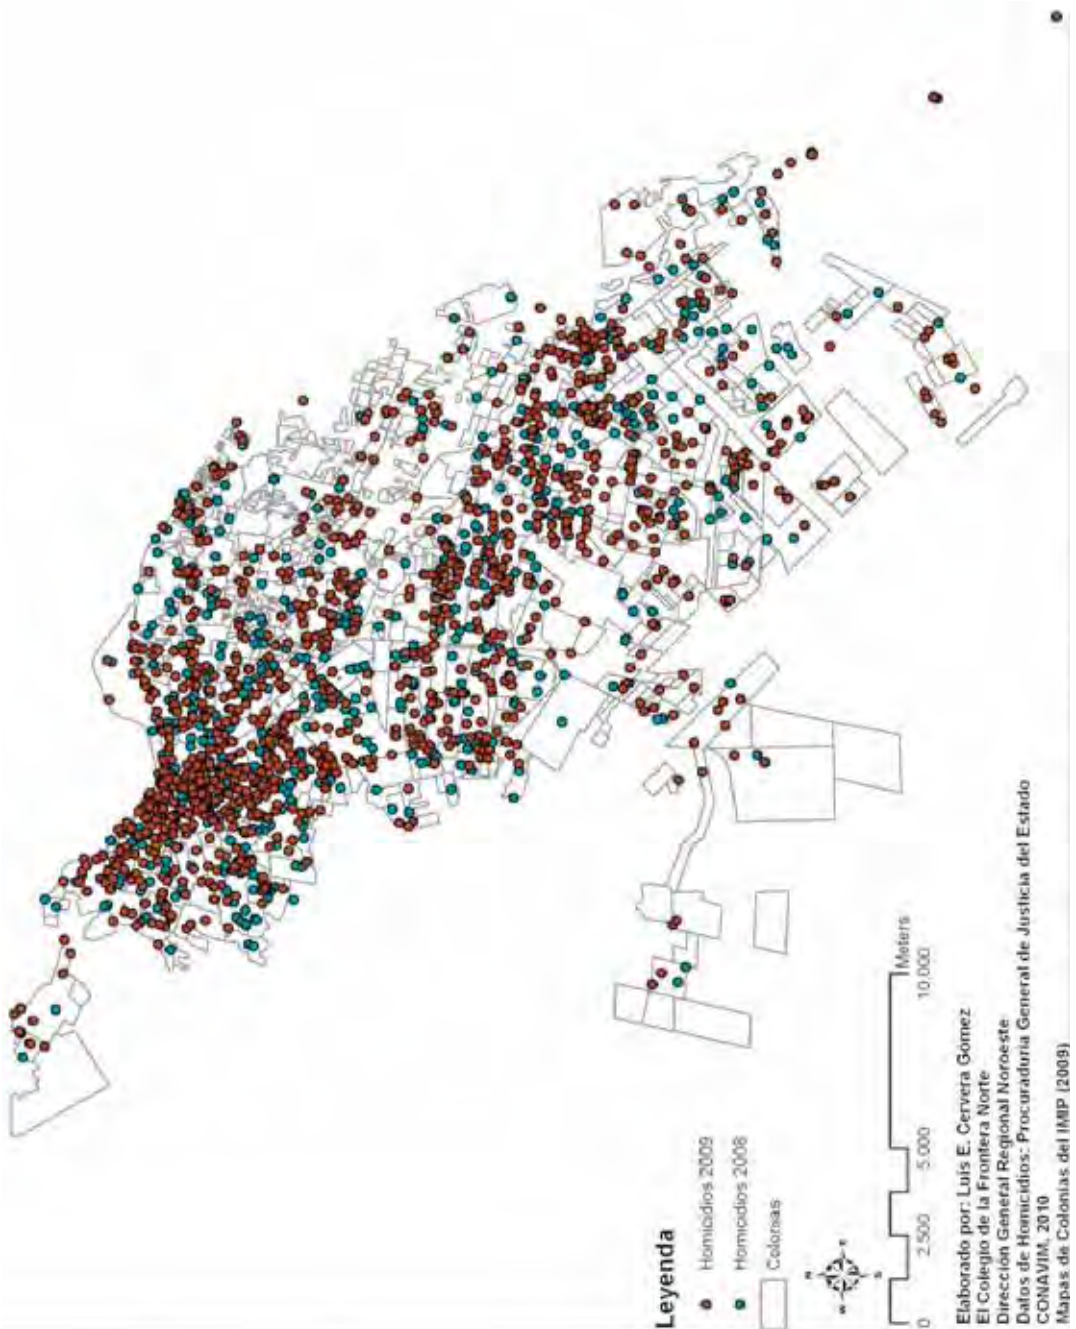 Leyenda
Homicidios 2009
Homicidios 2008
Colonias
N
W
E
S
0
2,500
5,000
10,000
Meters
Elaborado por: Luis E. Cervera Gómez
El Colegio de la Frontera Norte
Dirección General Regional Noroeste
Datos de Homicidios: Procuraduría General de Justicia del Estado
CONAVIM, 2010
Mapas de Colonias del IMIP (2009)